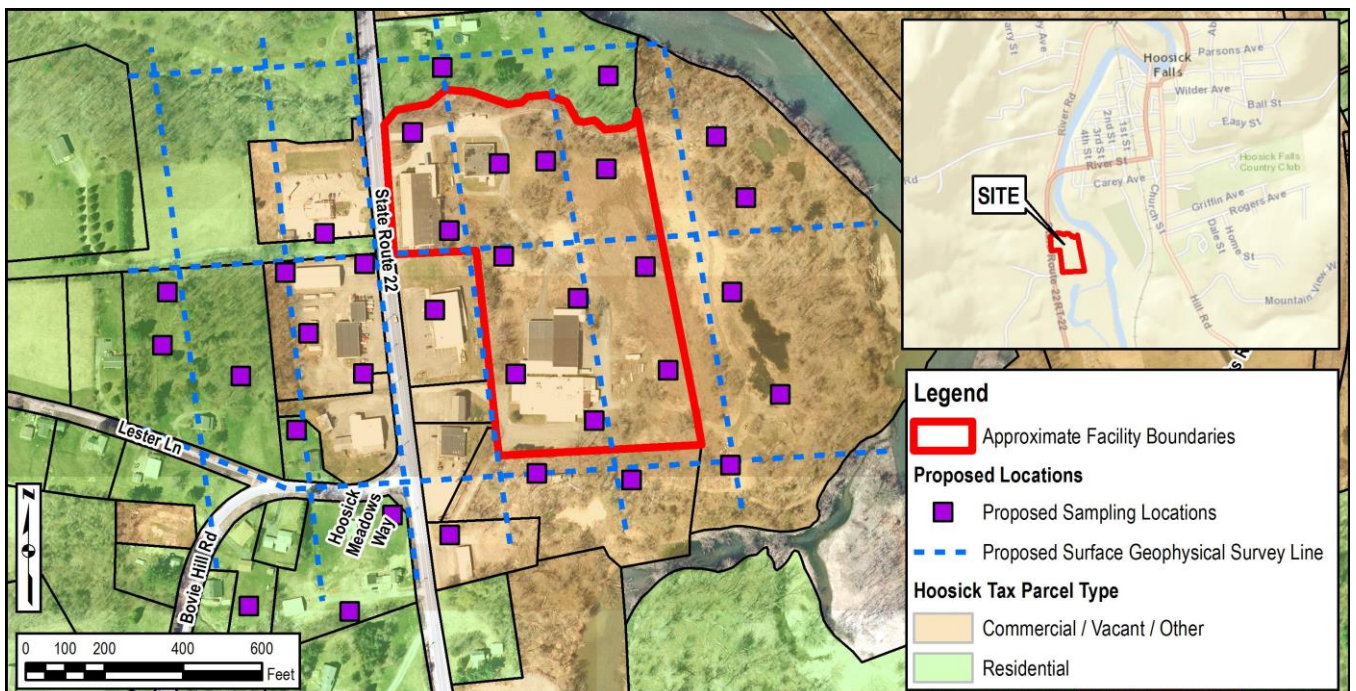 State Route 22
Lester Ln
Bovie Hill Rd
Hoosick
Meadows
Way
N
0 100 200 400 600
Feet
Hoosick
Falls
Parsons Ave
Wilder Ave
Ball St
Easy St
River Rd
1st St
2nd St
3rd St
4th St
River St
Carey Ave
Church St
Hoosick Falls
Country Club
Griffin Ave
Rogers Ave
Dale St
Home St
Hill Rd
Mountain View W
Rd
SITE
Route 22
RT 22
Legend
Approximate Facility Boundaries
Proposed Locations
Proposed Sampling Locations
Proposed Surface Geophysical Survey Line
Hoosick Tax Parcel Type
Commercial / Vacant / Other
Residential